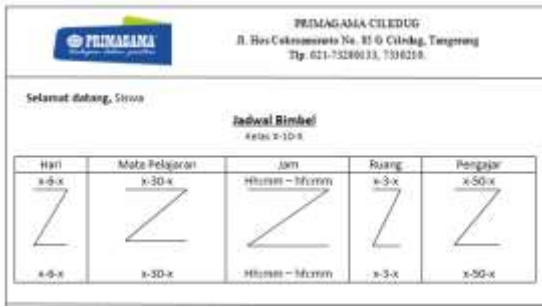 PRIMAGAMA
PRIMAGAMA CILEDUG
Jl. Hos Cokroaminoto No. 85 G Ciledug, Tangerang
Tlp. 021-73280133, 7330210.
Selamat datang, Siswa
Jadwal Bimbel
Kelas X-10-X
Hari Mata Pelajaran Jam Ruang Pengajar
x-6-x x-30-x HH:mm – hh:mm x-3-x x-50-x
x-6-x x-30-x HH:mm – hh:mm x-3-x x-50-x